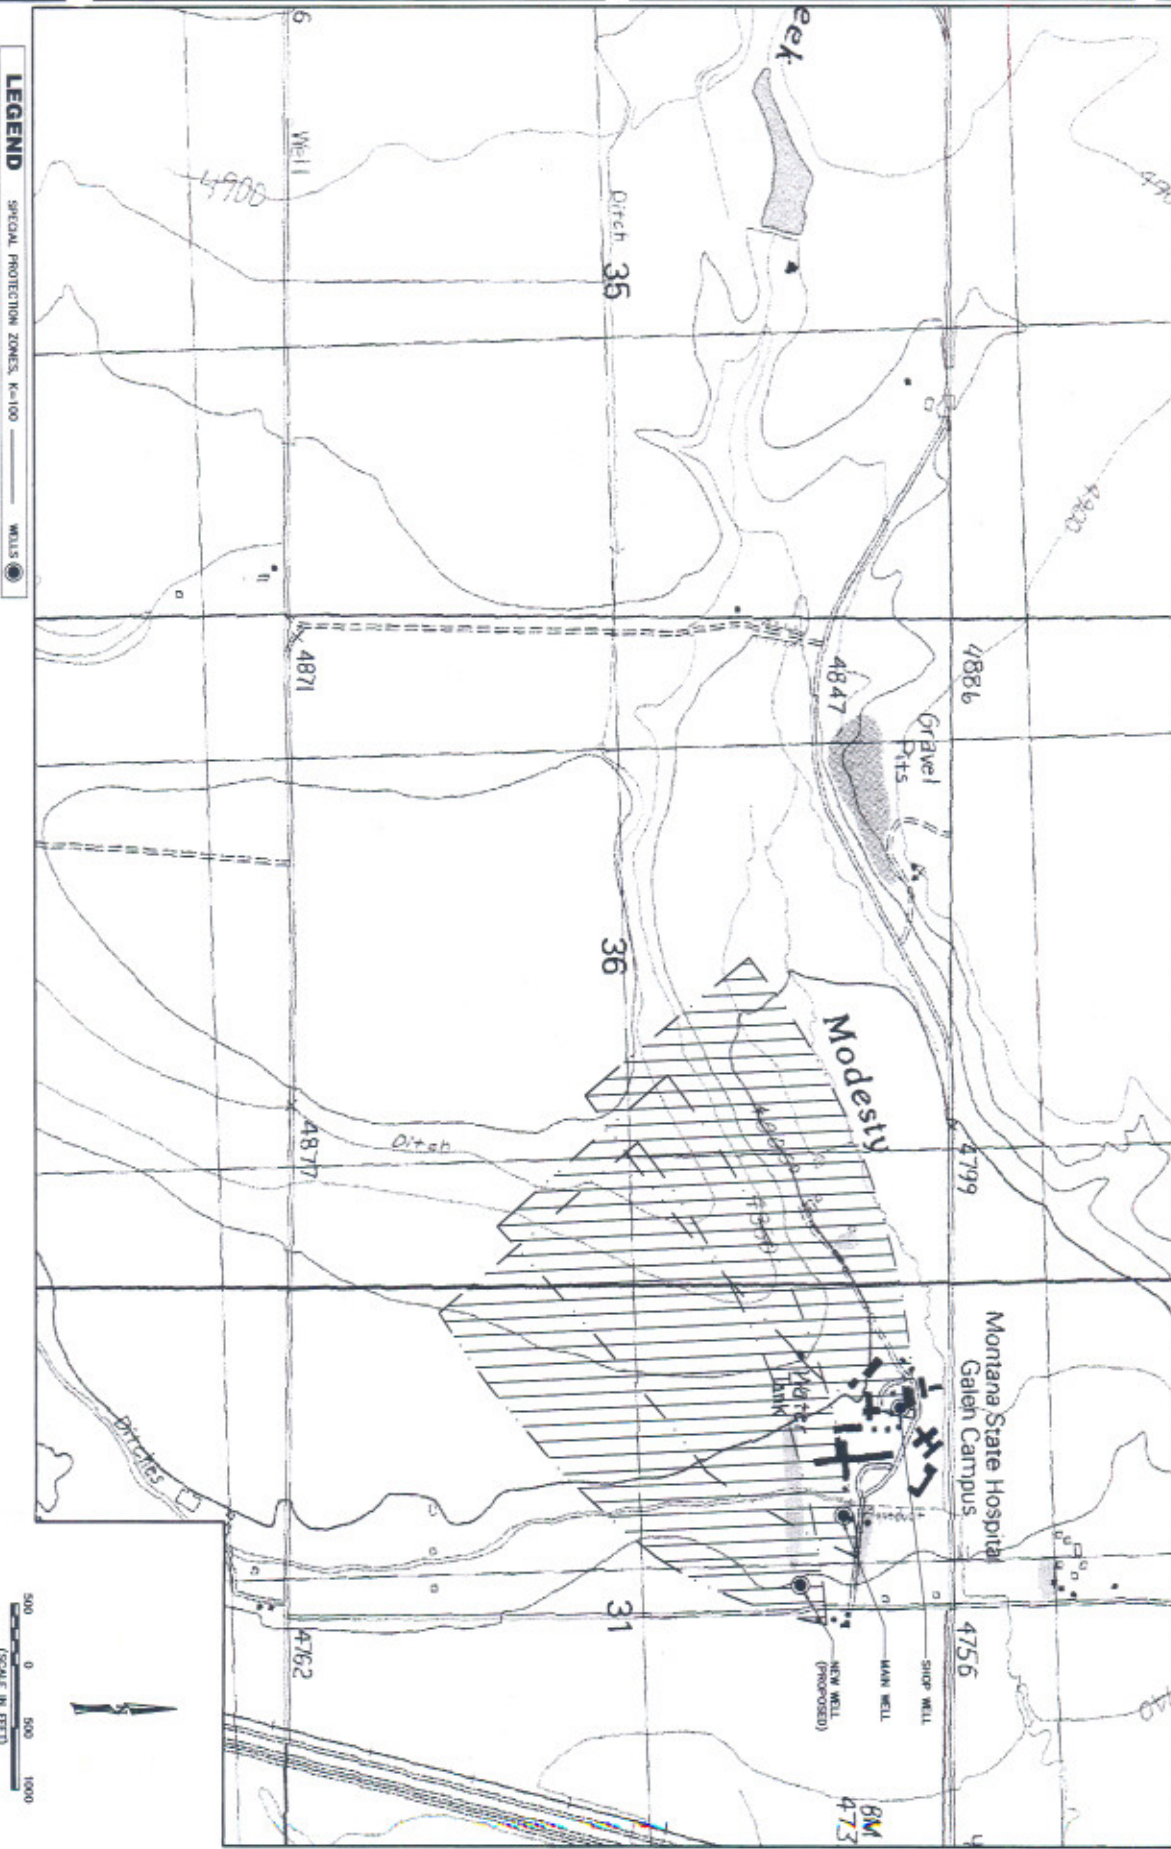 eek
490
6
Well
4900
Ditch
35
4900
4886
4847
4871
Gravel
Pits
36
Modesty
4799
4877
Ditch
Montana State Hospital
Galen Campus
Water
Tank
Ditches
31
4756
4762
SHOP WELL
MAIN WELL
NEW WELL
(PROPOSED)
BM
473
LEGEND
SPECIAL PROTECTION ZONES, K=100
WELLS
500 0 500 1000
(SCALE IN FEET)